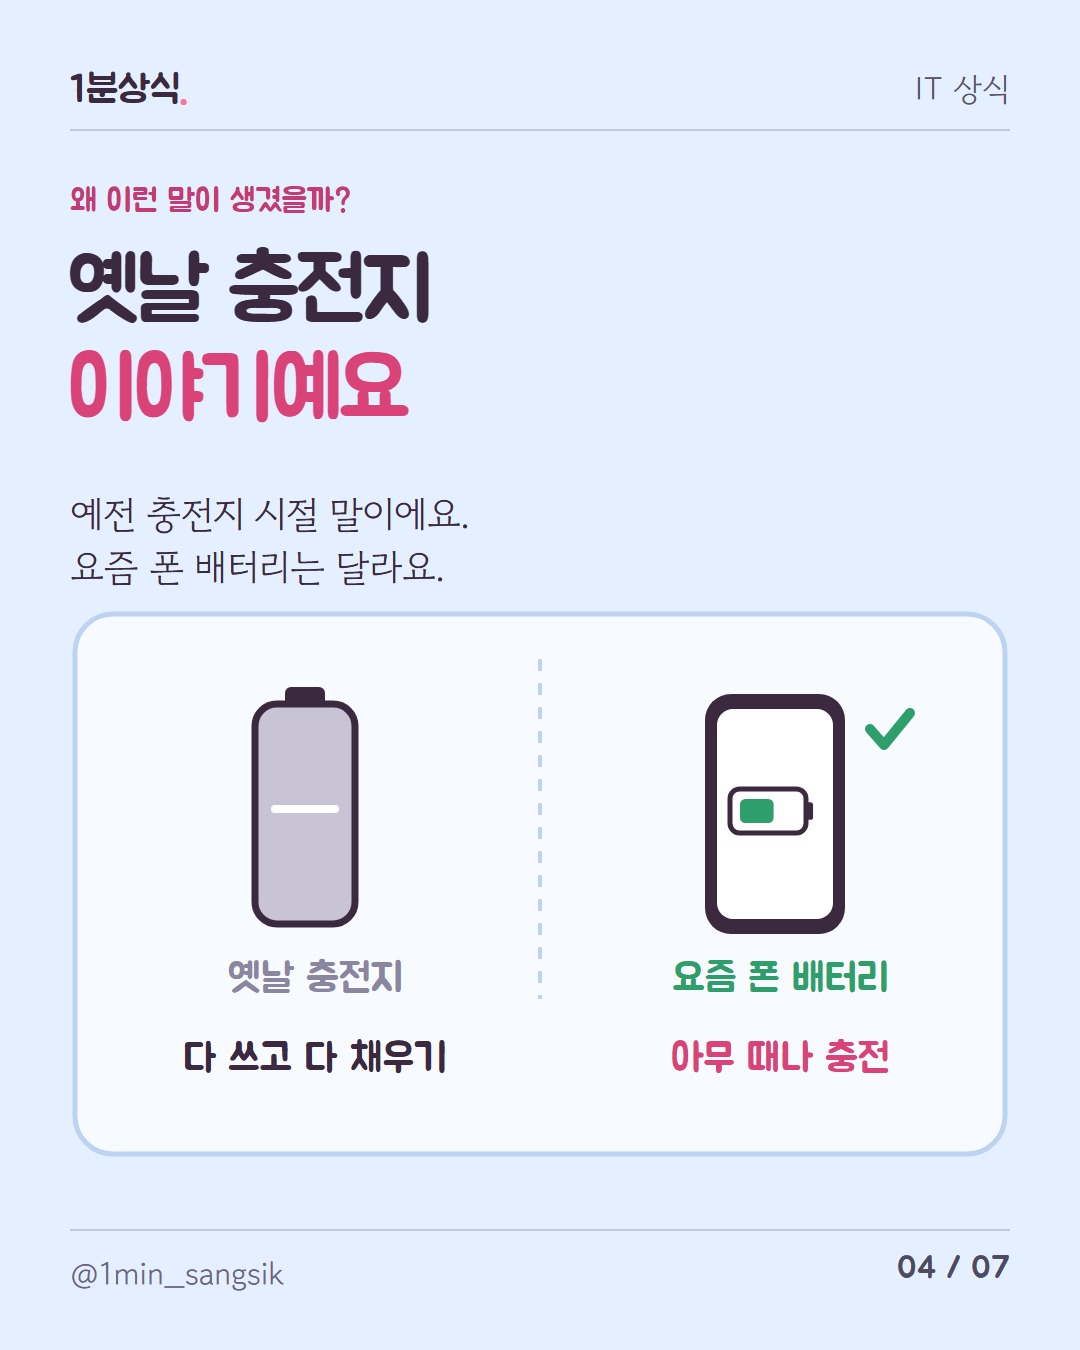 1분상식.
IT 상식
왜 이런 말이 생겼을까?
옛날 충전지
이야기예요
예전 충전지 시절 말이에요.
요즘 폰 배터리는 달라요.
옛날 충전지
요즘 폰 배터리
다 쓰고 다 채우기
아무 때나 충전
@1min_sangsik
04 / 07